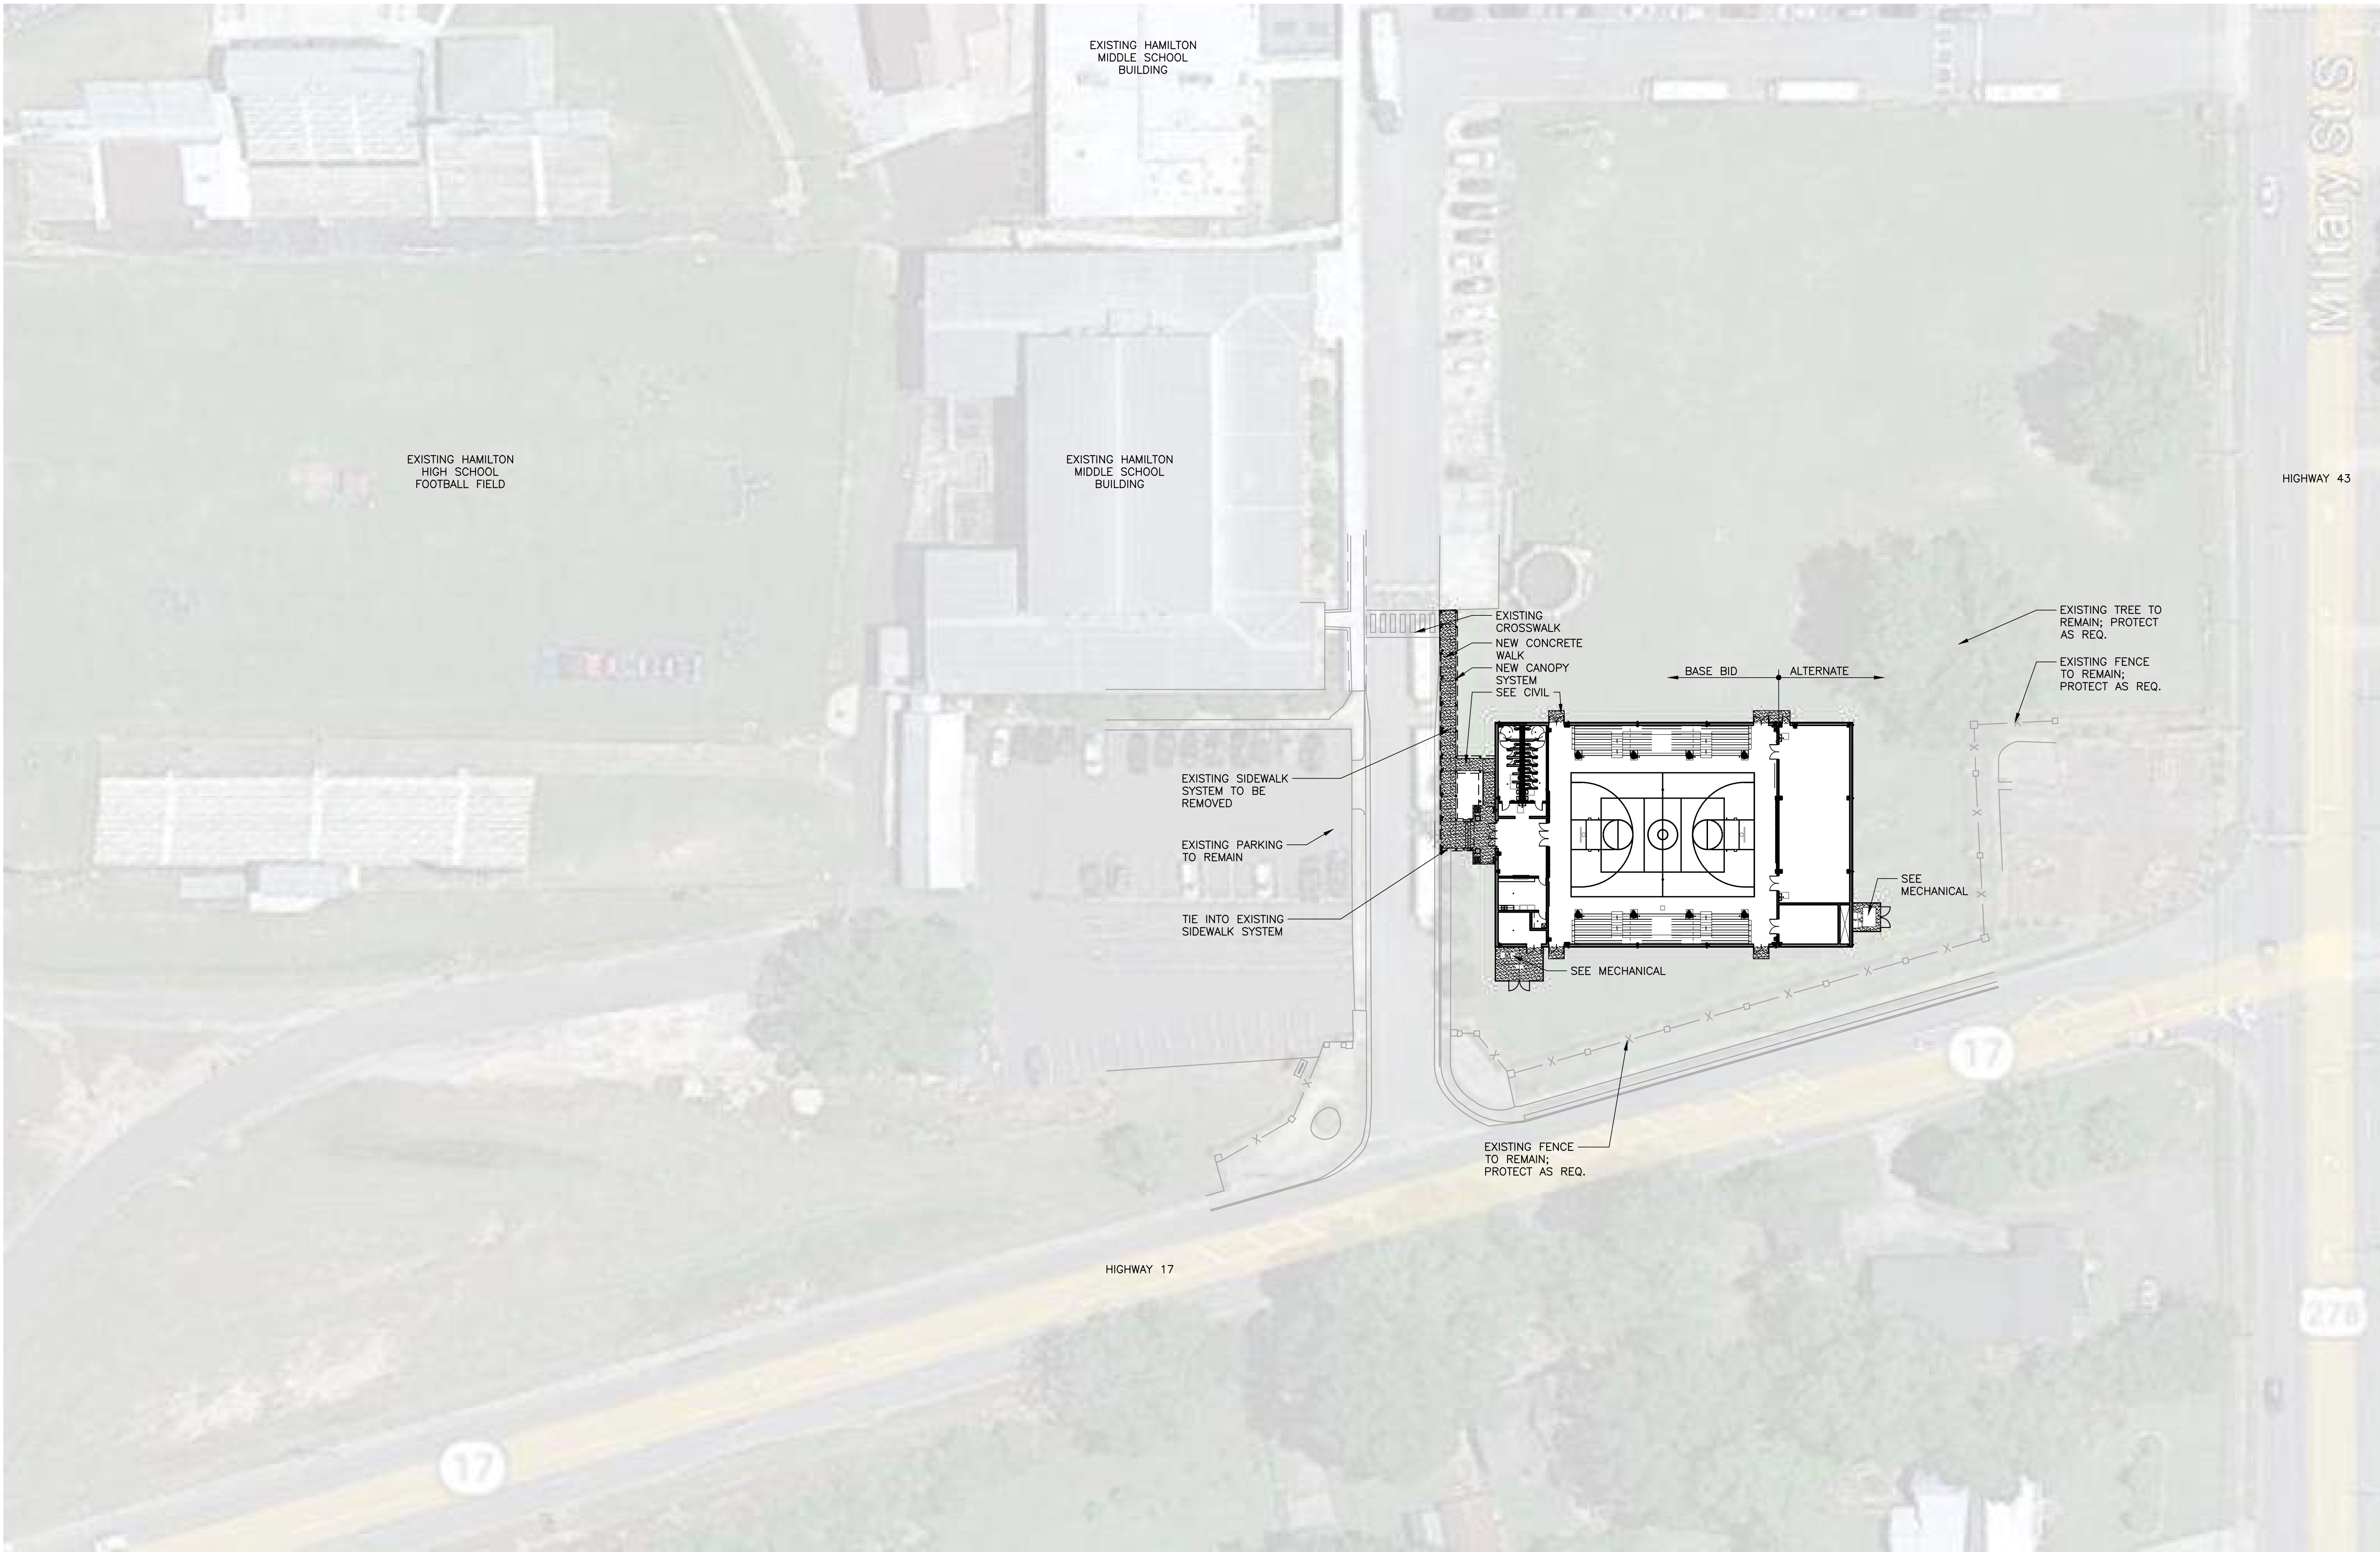 EXISTING HAMILTON
MIDDLE SCHOOL
BUILDING
Military St S
EXISTING HAMILTON
HIGH SCHOOL
FOOTBALL FIELD
EXISTING HAMILTON
MIDDLE SCHOOL
BUILDING
HIGHWAY 43
EXISTING
CROSSWALK
NEW CONCRETE
WALK
NEW CANOPY
SYSTEM
SEE CIVIL
BASE BID
ALTERNATE
EXISTING TREE TO
REMAIN; PROTECT
AS REQ.
EXISTING FENCE
TO REMAIN;
PROTECT AS REQ.
EXISTING SIDEWALK
SYSTEM TO BE
REMOVED
EXISTING PARKING
TO REMAIN
TIE INTO EXISTING
SIDEWALK SYSTEM
SEE
MECHANICAL
SEE MECHANICAL
17
EXISTING FENCE
TO REMAIN;
PROTECT AS REQ.
HIGHWAY 17
278
17